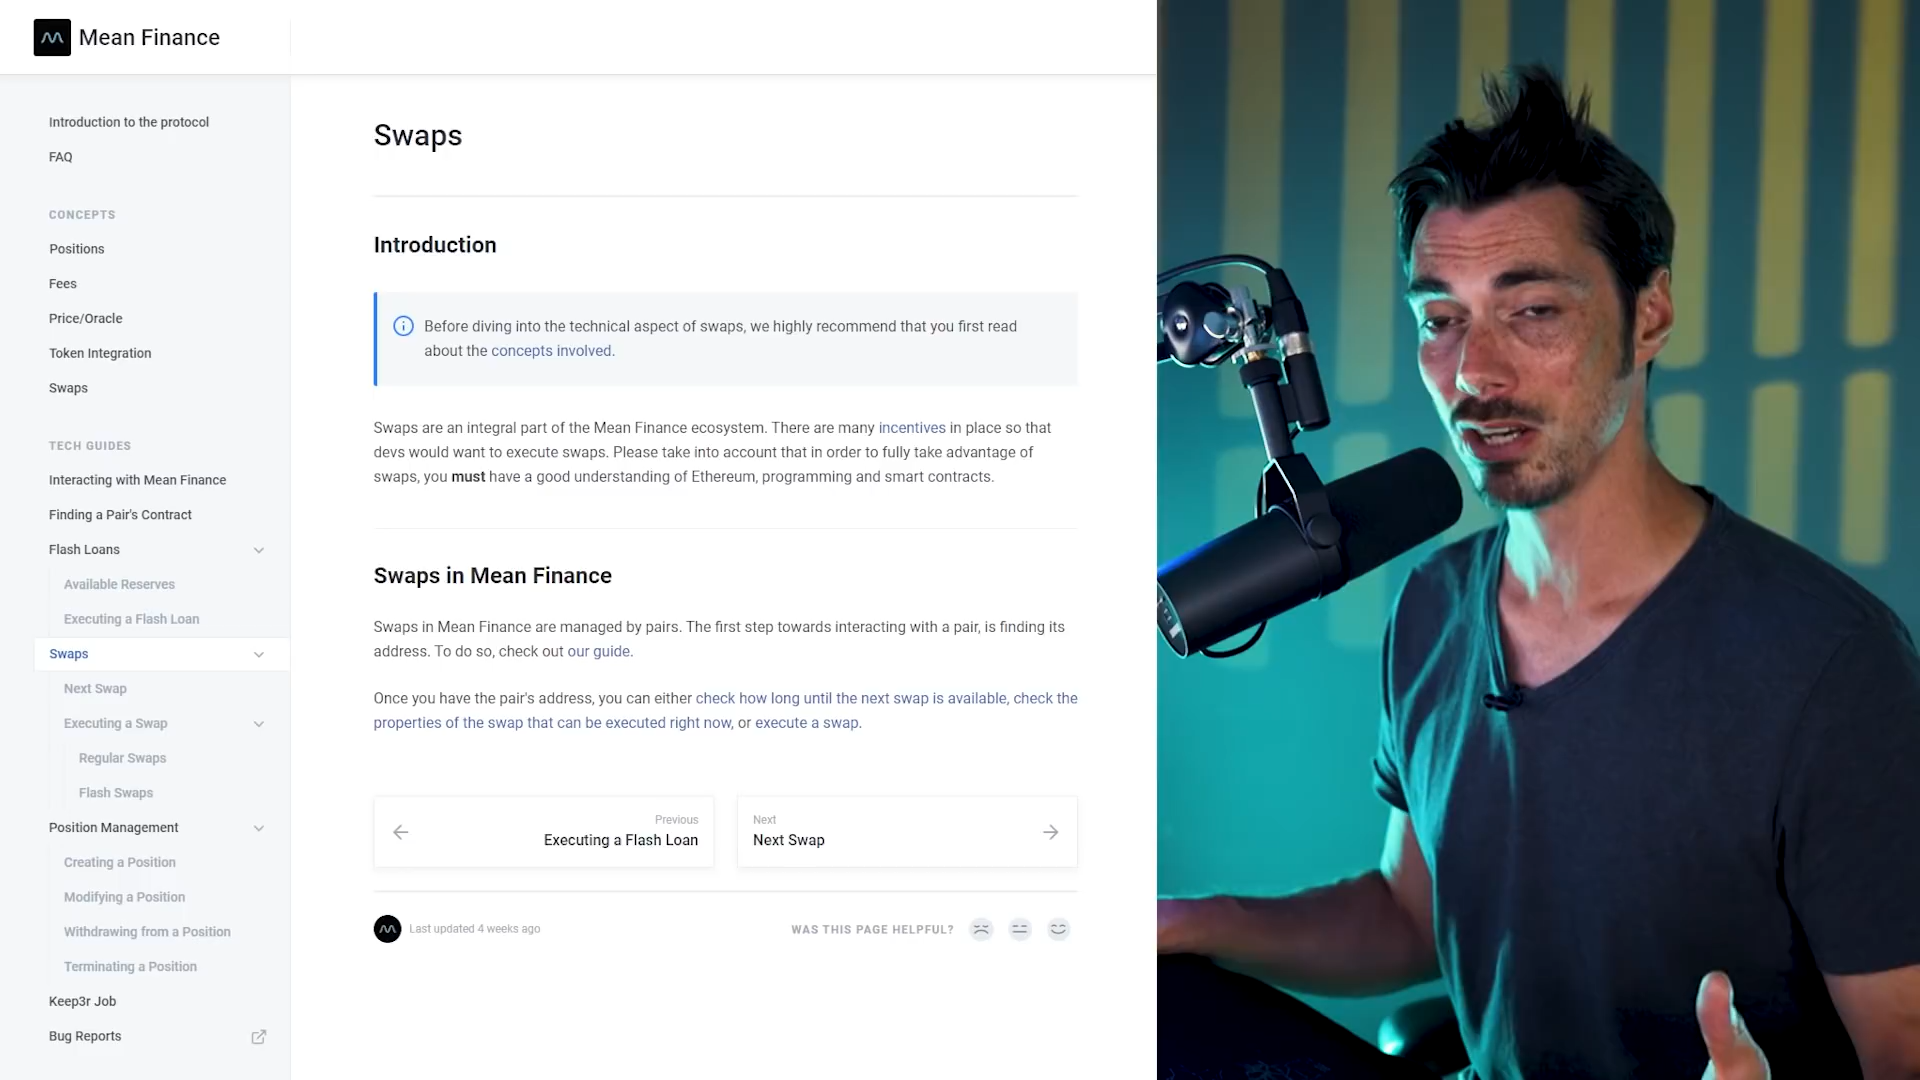 Mean Finance
Introduction to the protocol
FAQ
CONCEPTS
Positions
Fees
Price/Oracle
Token Integration
Swaps
TECH GUIDES
Interacting with Mean Finance
Finding a Pair's Contract
Flash Loans
Available Reserves
Executing a Flash Loan
Swaps
Next Swap
Executing a Swap
Regular Swaps
Flash Swaps
Position Management
Creating a Position
Modifying a Position
Withdrawing from a Position
Terminating a Position
Keep3r Job
Bug Reports
Swaps
Introduction
Before diving into the technical aspect of swaps, we highly recommend that you first read
about the concepts involved.
Swaps are an integral part of the Mean Finance ecosystem. There are many incentives in place so that
devs would want to execute swaps. Please take into account that in order to fully take advantage of
swaps, you must have a good understanding of Ethereum, programming and smart contracts.
Swaps in Mean Finance
Swaps in Mean Finance are managed by pairs. The first step towards interacting with a pair, is finding its
address. To do so, check out our guide.
Once you have the pair's address, you can either check how long until the next swap is available, check the
properties of the swap that can be executed right now, or execute a swap.
Previous
Executing a Flash Loan
Next
Next Swap
Last updated 4 weeks ago
WAS THIS PAGE HELPFUL?